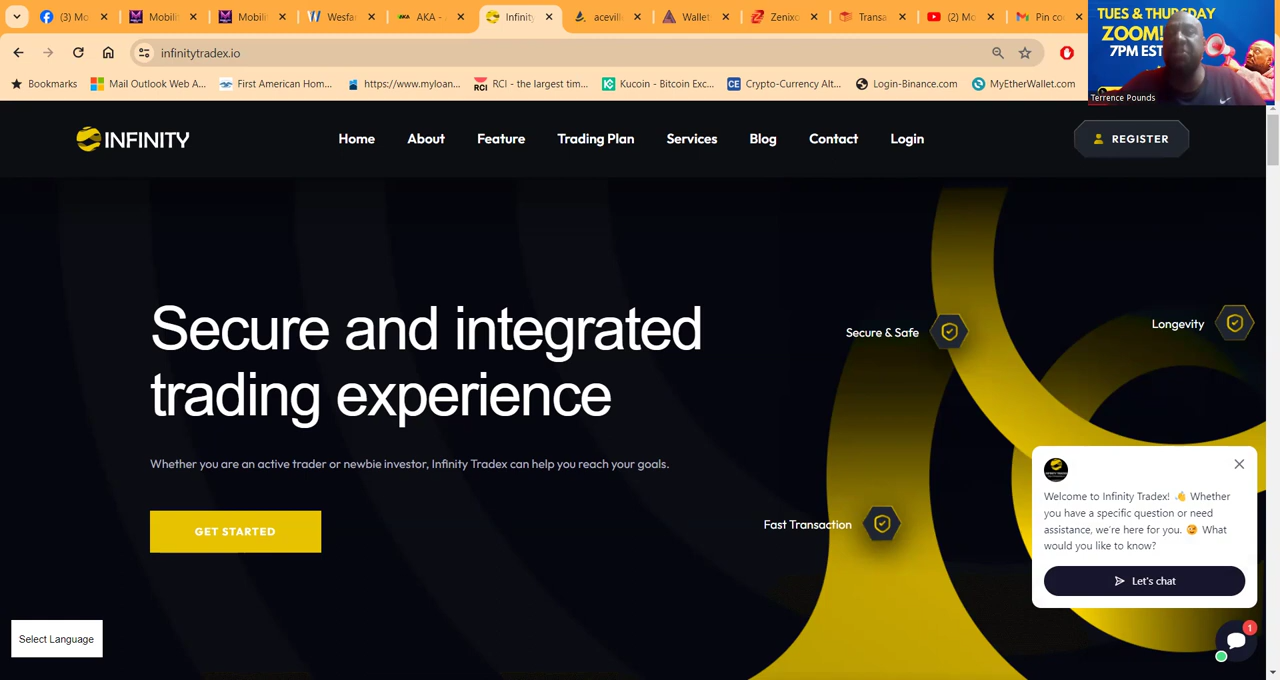 (3) Mo
Mobili
Mobili
Wesfar
AKA -
Infinity
acevill
Wallet
Zenixo
Transa
(2) Mo
Pin co
infinitytradex.io
Bookmarks
Mail Outlook Web A...
First American Hom...
https://www.myloan...
RCI - the largest tim...
Kucoin - Bitcoin Exc...
Crypto-Currency Alt...
Login-Binance.com
MyEtherWallet.com
TUES & THURSDAY
ZOOM!
7PM EST
Terrence Pounds
INFINITY
Home
About
Feature
Trading Plan
Services
Blog
Contact
Login
REGISTER
Secure and integrated
trading experience
Whether you are an active trader or newbie investor, Infinity Tradex can help you reach your goals.
GET STARTED
Secure & Safe
Longevity
Fast Transaction
Welcome to Infinity Tradex! 👋 Whether
you have a specific question or need
assistance, we're here for you. 😊 What
would you like to know?
Let's chat
1
Select Language